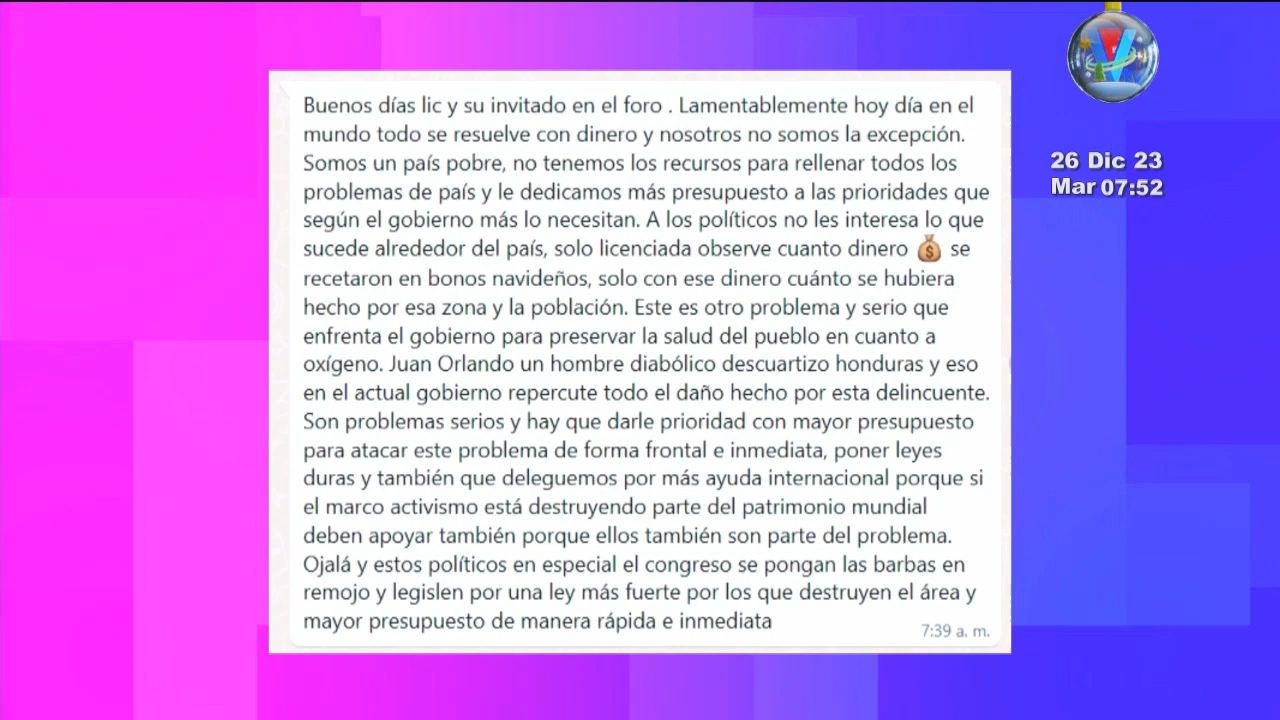 Buenos días lic y su invitado en el foro . Lamentablemente hoy día en el
mundo todo se resuelve con dinero y nosotros no somos la excepción.
Somos un país pobre, no tenemos los recursos para rellenar todos los
problemas de país y le dedicamos más presupuesto a las prioridades que
según el gobierno más lo necesitan. A los políticos no les interesa lo que
sucede alrededor del país, solo licenciada observe cuanto dinero 💰 se
recetaron en bonos navideños, solo con ese dinero cuánto se hubiera
hecho por esa zona y la población. Este es otro problema y serio que
enfrenta el gobierno para preservar la salud del pueblo en cuanto a
oxígeno. Juan Orlando un hombre diabólico descuartizo honduras y eso
en el actual gobierno repercute todo el daño hecho por esta delincuente.
Son problemas serios y hay que darle prioridad con mayor presupuesto
para atacar este problema de forma frontal e inmediata, poner leyes
duras y también que deleguemos por más ayuda internacional porque si
el marco activismo está destruyendo parte del patrimonio mundial
deben apoyar también porque ellos también son parte del problema.
Ojalá y estos políticos en especial el congreso se pongan las barbas en
remojo y legislen por una ley más fuerte por los que destruyen el área y
mayor presupuesto de manera rápida e inmediata
7:39 a. m.
V
26 Dic 23
Mar 07:52